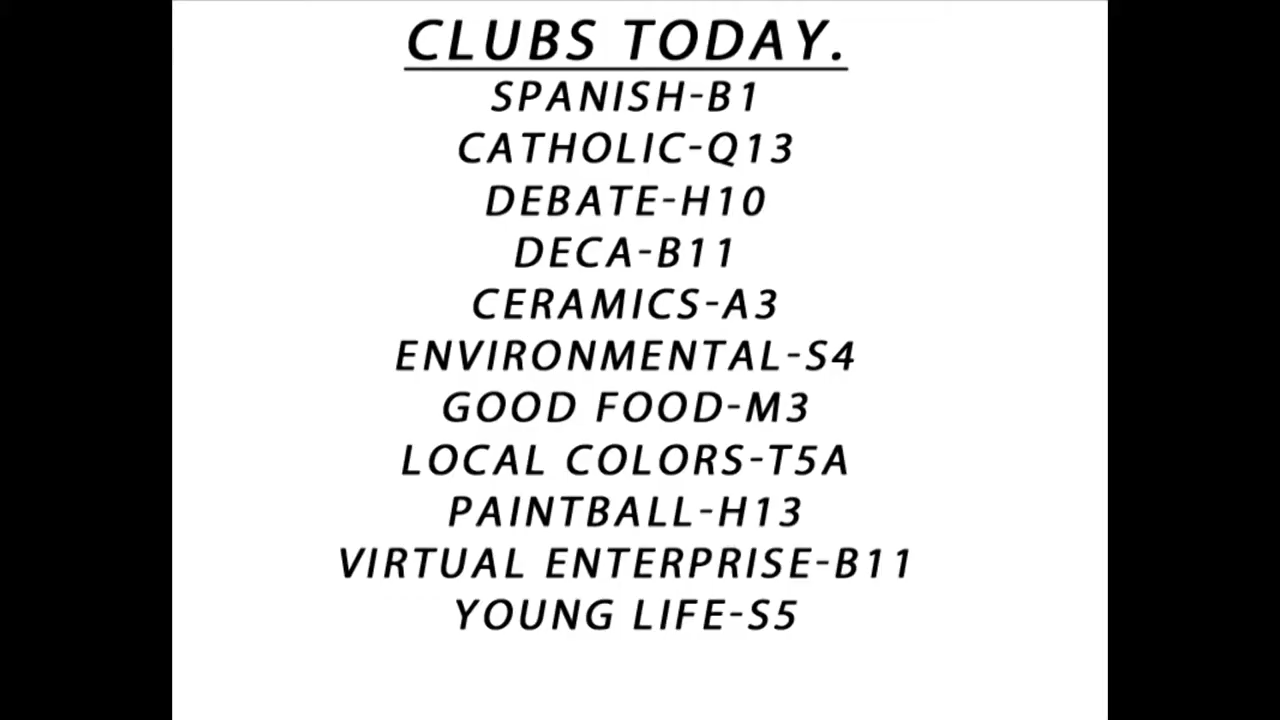 CLUBS TODAY.
SPANISH-B1
CATHOLIC-Q13
DEBATE-H10
DECA-B11
CERAMICS-A3
ENVIRONMENTAL-S4
GOOD FOOD-M3
LOCAL COLORS-T5A
PAINTBALL-H13
VIRTUAL ENTERPRISE-B11
YOUNG LIFE-S5